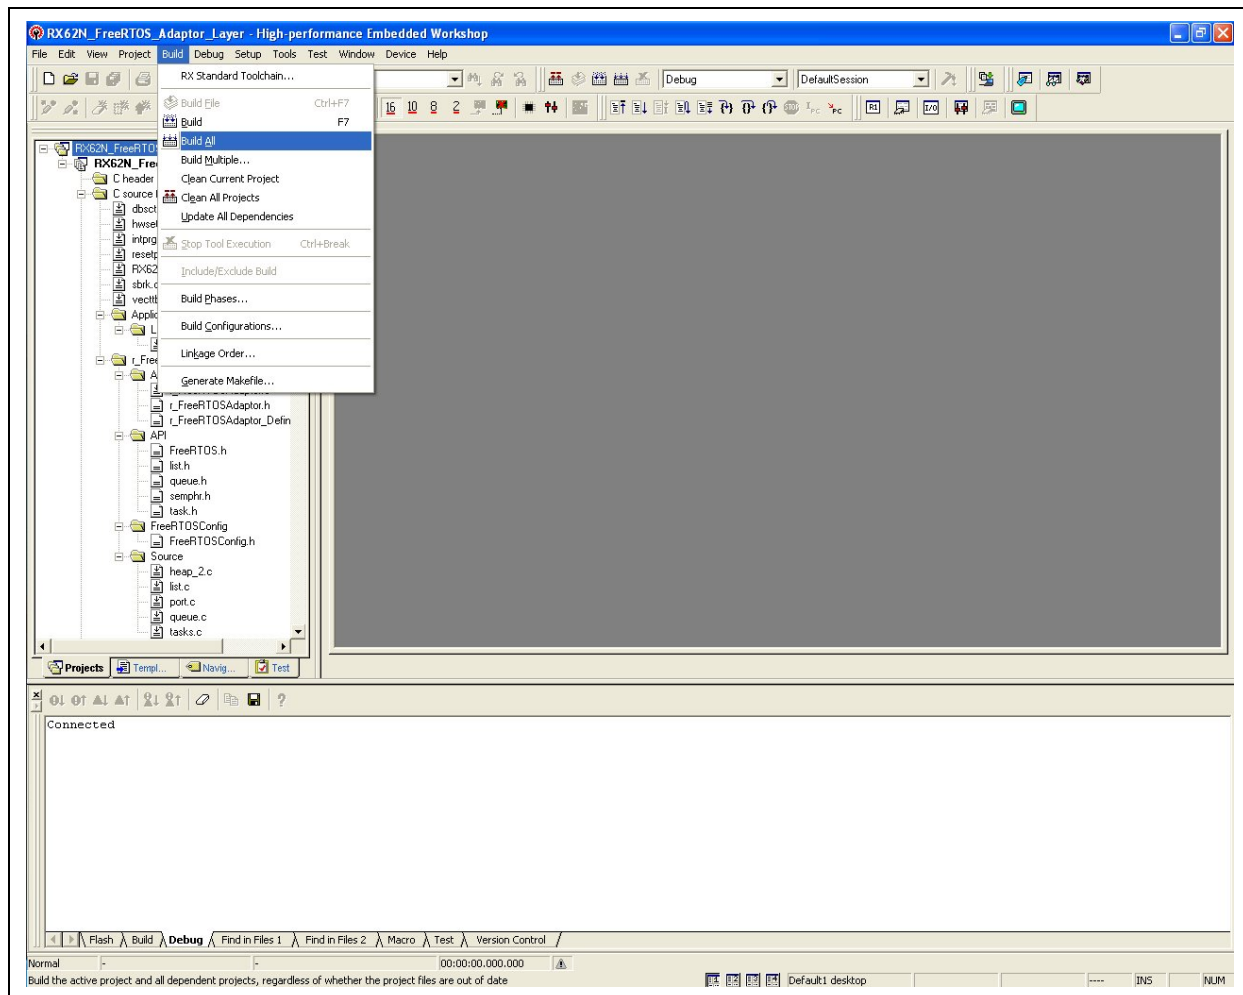 RX62N_FreeRTOS_Adaptor_Layer - High-performance Embedded Workshop
File Edit View Project Build Debug Setup Tools Test Window Device Help
RX Standard Toolchain...
Debug
DefaultSession
Build File Ctrl+F7
16 10 8 2
Build F7
Build All
Build Multiple...
Clean Current Project
Clean All Projects
Update All Dependencies
Stop Tool Execution Ctrl+Break
Include/Exclude Build
Build Phases...
Build Configurations...
Linkage Order...
Generate Makefile...
RX62N_FreeRTO
RX62N_Fre
C header
C source
dbsct
hwse
intprg
resetp
RX62
sbrk.c
vectt
Applic
L
r_Free
A
r_FreeRTOSAdaptor.h
r_FreeRTOSAdaptor_Defin
API
FreeRTOS.h
list.h
queue.h
semphr.h
task.h
FreeRTOSConfig
FreeRTOSConfig.h
Source
heap_2.c
list.c
port.c
queue.c
tasks.c
Projects Templ... Navig... Test
Connected
Flash Build Debug Find in Files 1 Find in Files 2 Macro Test Version Control
Normal - - 00:00:00.000.000
Build the active project and all dependent projects, regardless of whether the project files are out of date Default1 desktop ---- INS NUM